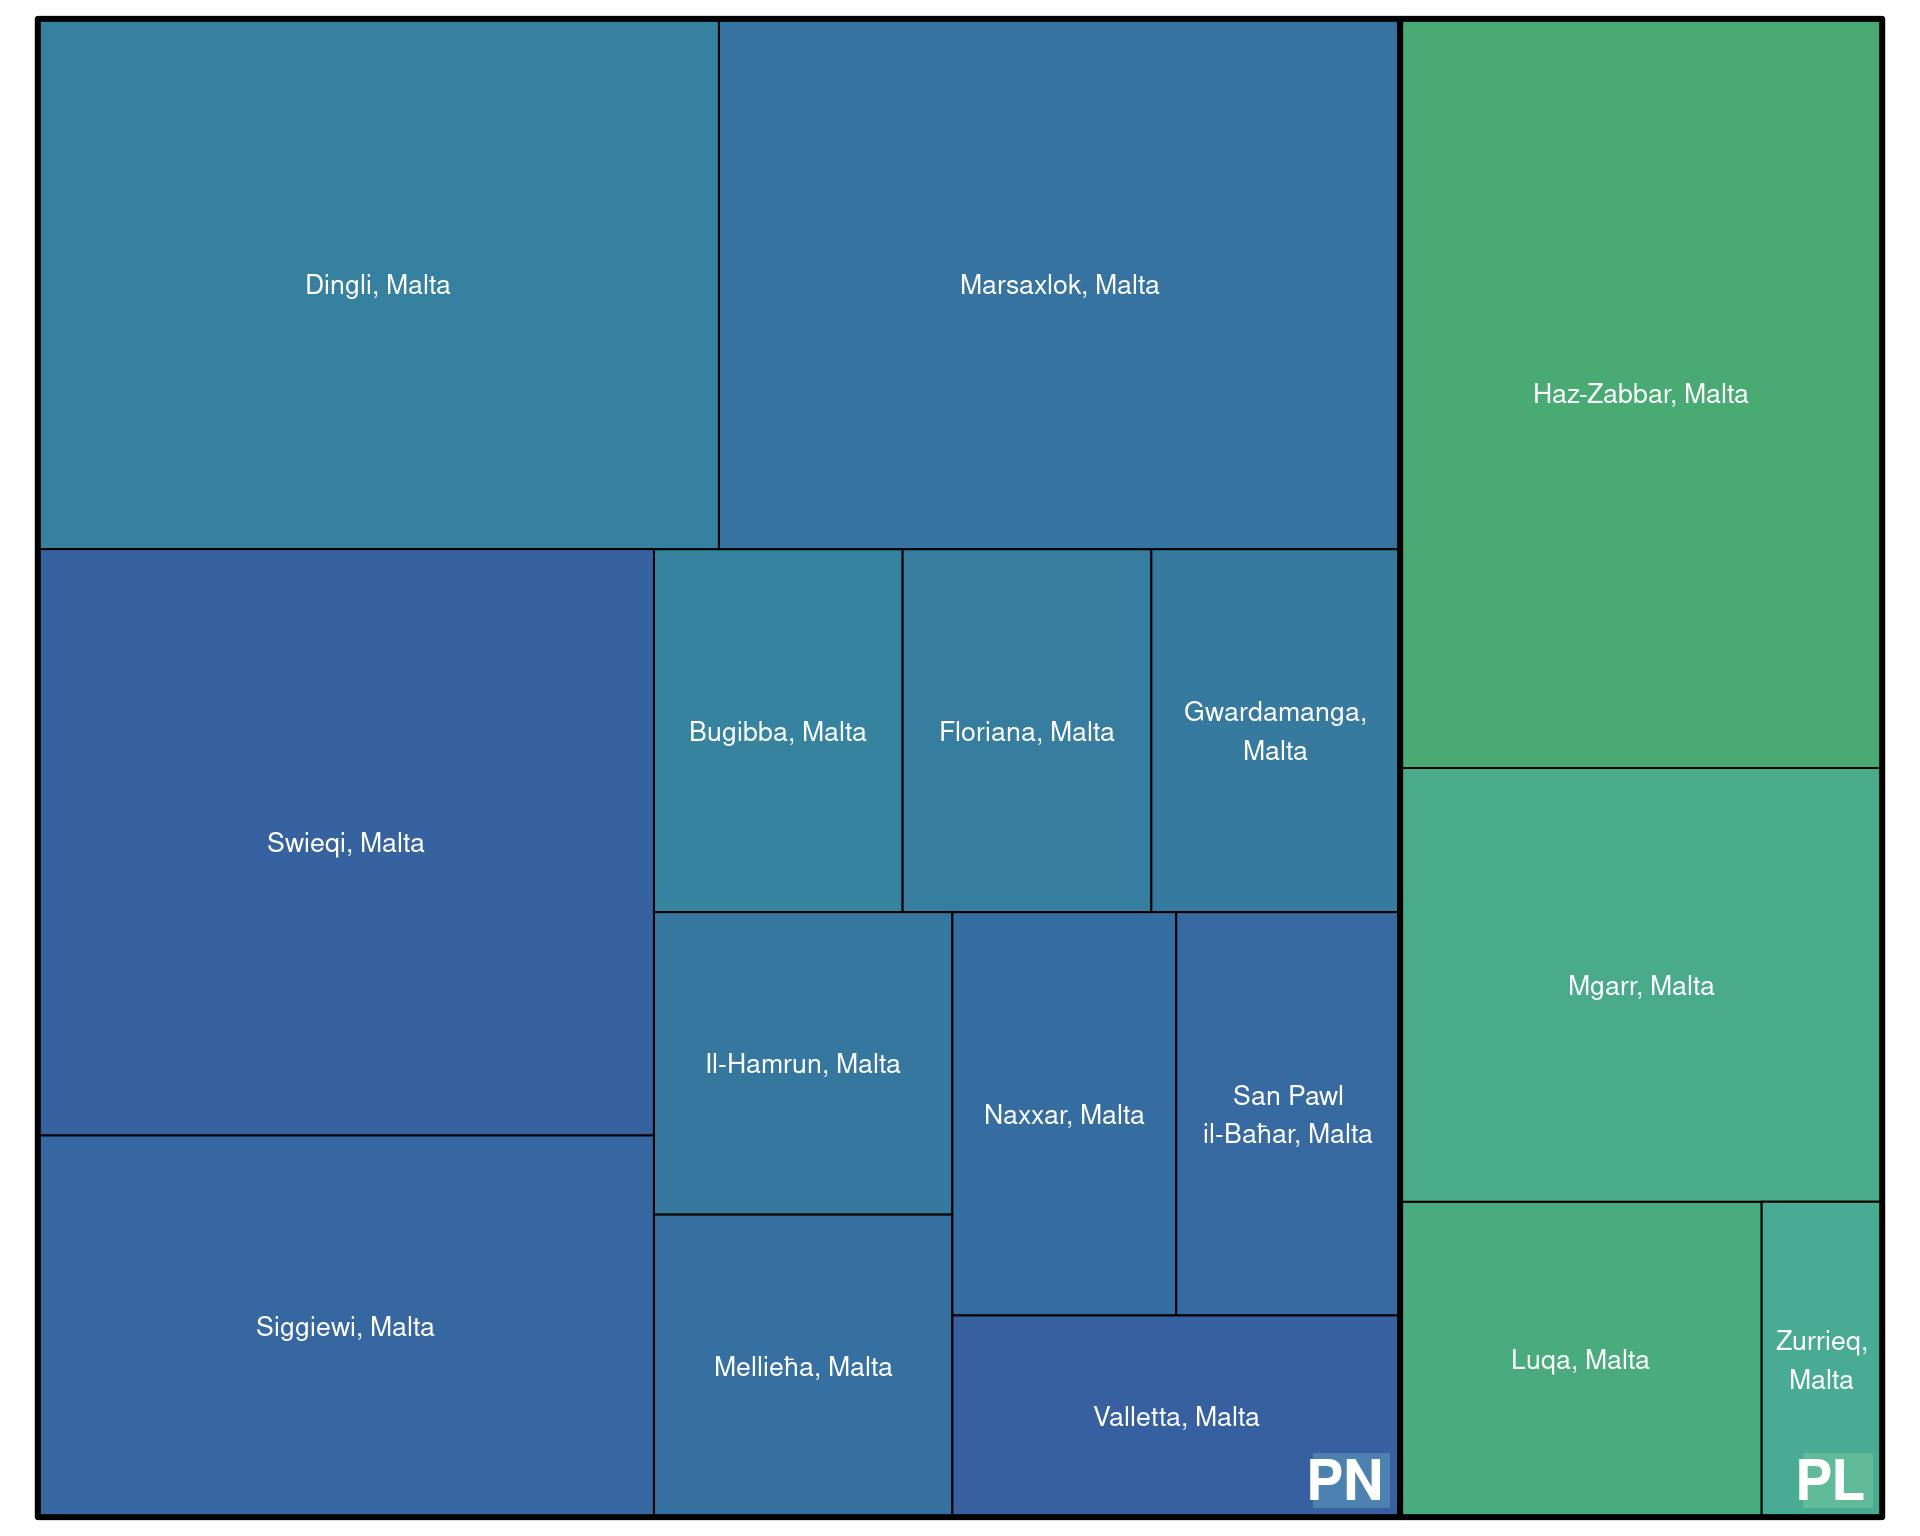 Dingli, Malta
Marsaxlok, Malta
Haz-Zabbar, Malta
Swieqi, Malta
Bugibba, Malta
Floriana, Malta
Gwardamanga,
Malta
Il-Hamrun, Malta
Naxxar, Malta
San Pawl
il-Baħar, Malta
Mgarr, Malta
Siggiewi, Malta
Mellieħa, Malta
Valletta, Malta
Luqa, Malta
Zurrieq,
Malta
PN
PL